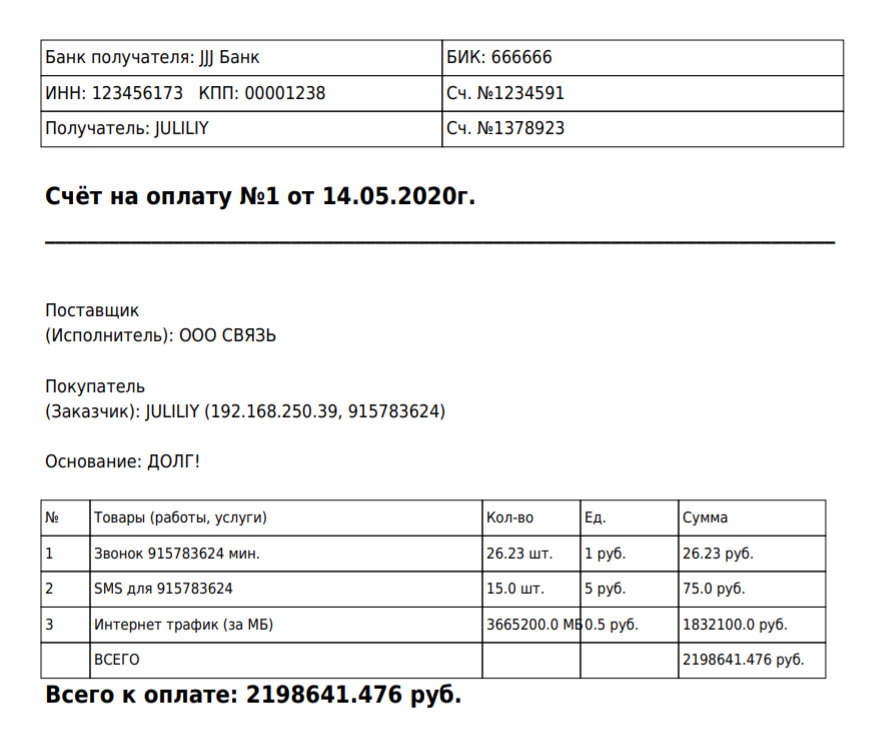 Банк получателя: JJJ Банк БИК: 666666
ИНН: 123456173 КПП: 00001238 Сч. №1234591
Получатель: JULILIY Сч. №1378923
Счёт на оплату №1 от 14.05.2020г.
Поставщик
(Исполнитель): ООО СВЯЗЬ
Покупатель
(Заказчик): JULILIY (192.168.250.39, 915783624)
Основание: ДОЛГ!
№ Товары (работы, услуги) Кол-во Ед. Сумма
1 Звонок 915783624 мин. 26.23 шт. 1 руб. 26.23 руб.
2 SMS для 915783624 15.0 шт. 5 руб. 75.0 руб.
3 Интернет трафик (за МБ) 3665200.0 МБ 0.5 руб. 1832100.0 руб.
ВСЕГО 2198641.476 руб.
Всего к оплате: 2198641.476 руб.